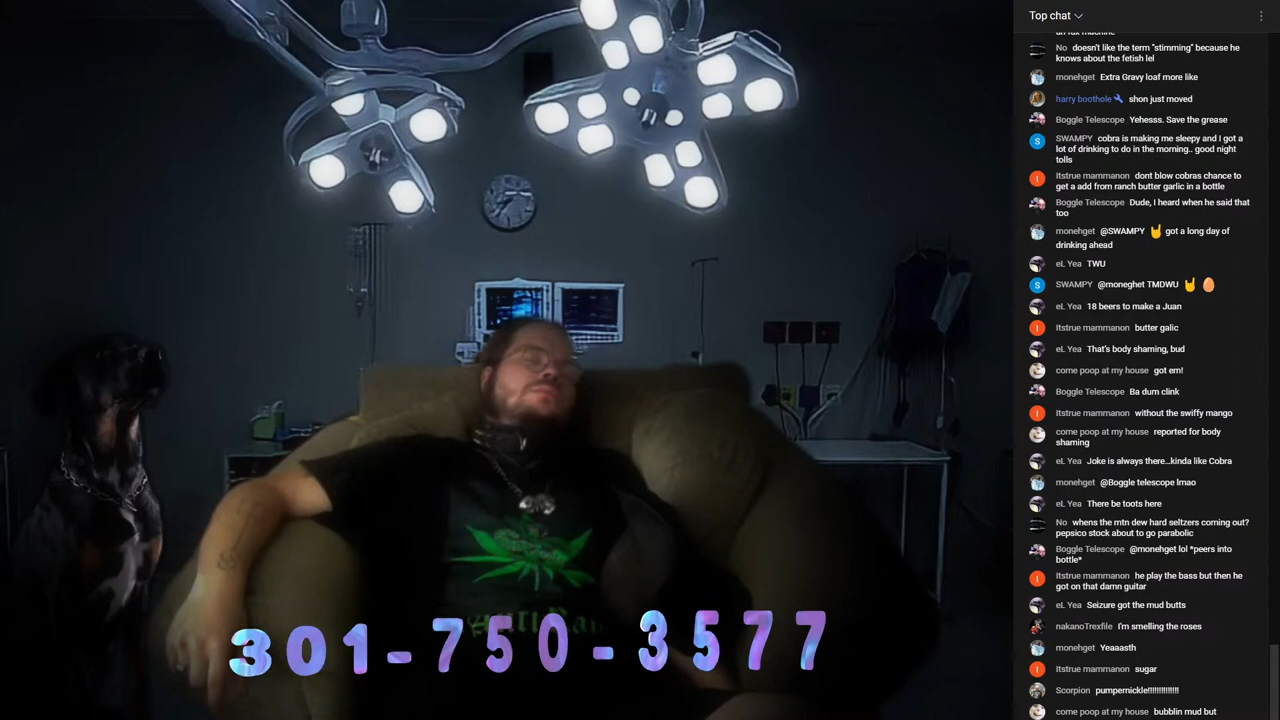 301-750-3577
Top chat
No doesn't like the term "stimming" because he
knows about the fetish lel
monehget Extra Gravy loaf more like
harry boothole shon just moved
Boggle Telescope Yehesss. Save the grease
SWAMPY cobra is making me sleepy and I got a
lot of drinking to do in the morning.. good night
tolls
Itstrue mammanon dont blow cobras chance to
get a add from ranch butter garlic in a bottle
Boggle Telescope Dude, I heard when he said that
too
monehget @SWAMPY 🤘 got a long day of
drinking ahead
eL Yea TWU
SWAMPY @moneghet TMDWU 🤘 🥚
eL Yea 18 beers to make a Juan
Itstrue mammanon butter galic
eL Yea That's body shaming, bud
come poop at my house got em!
Boggle Telescope Ba dum clink
Itstrue mammanon without the swiffy mango
come poop at my house reported for body
shaming
eL Yea Joke is always there...kinda like Cobra
monehget @Boggle telescope lmao
eL Yea There be toots here
No whens the mtn dew hard seltzers coming out?
pepsico stock about to go parabolic
Boggle Telescope @monehget lol *peers into
bottle*
Itstrue mammanon he play the bass but then he
got on that damn guitar
eL Yea Seizure got the mud butts
nakanoTrexfile I'm smelling the roses
monehget Yeaaasth
Itstrue mammanon sugar
Scorpion pumpernickle!!!!!!!!!!!!!!!
come poop at my house bubblin mud but